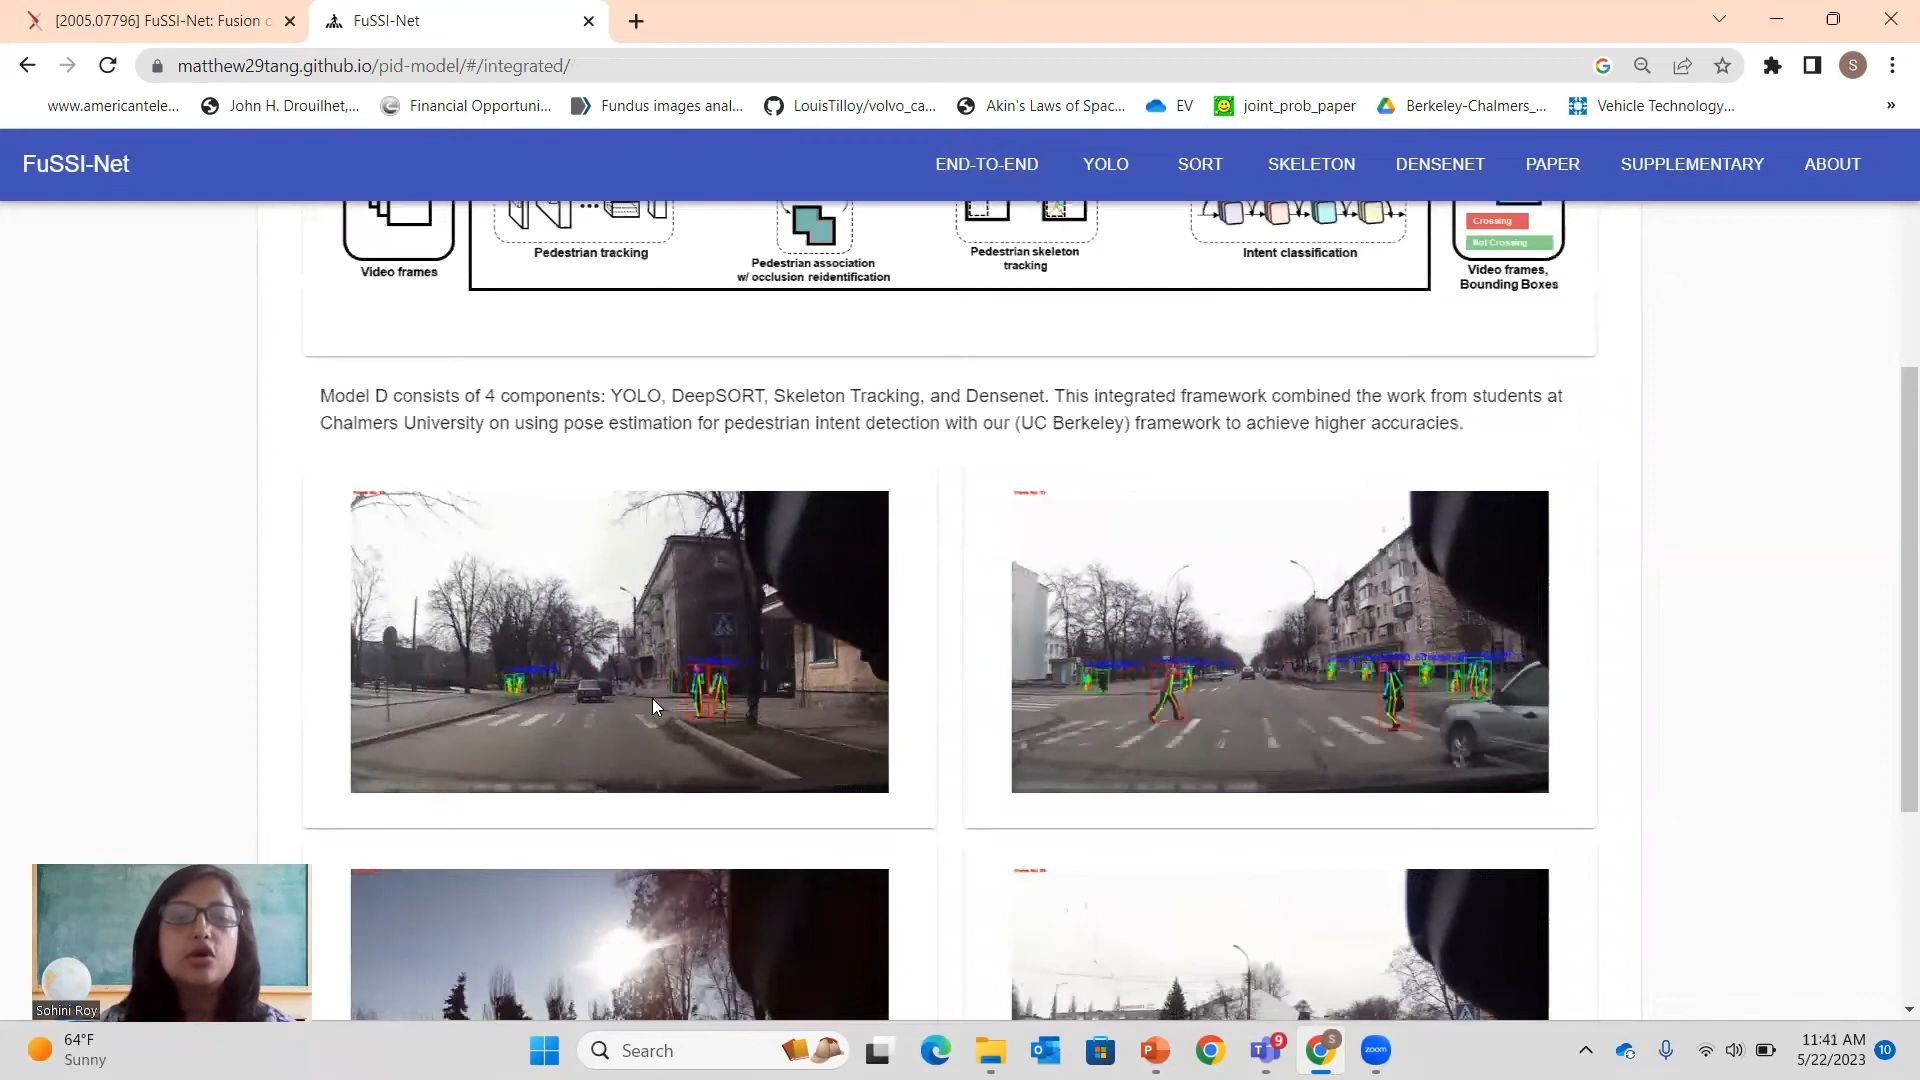 [2005.07796] FuSSI-Net: Fusion o
FuSSI-Net
matthew29tang.github.io/pid-model/#/integrated/
S
www.americantele...
John H. Drouilhet,...
Financial Opportuni...
Fundus images anal...
LouisTilloy/volvo_ca...
Akin's Laws of Spac...
EV
joint_prob_paper
Berkeley-Chalmers_...
Vehicle Technology...
»
FuSSI-Net
END-TO-END
YOLO
SORT
SKELETON
DENSENET
PAPER
SUPPLEMENTARY
ABOUT
Video frames
Pedestrian tracking
Pedestrian association
w/ occlusion reidentification
Pedestrian skeleton
tracking
Intent classification
Crossing
Not Crossing
Video frames,
Bounding Boxes
Model D consists of 4 components: YOLO, DeepSORT, Skeleton Tracking, and Densenet. This integrated framework combined the work from students at
Chalmers University on using pose estimation for pedestrian intent detection with our (UC Berkeley) framework to achieve higher accuracies.
Sohini Roy
64°F
Sunny
Search
9
S
zoom
11:41 AM
5/22/2023
10